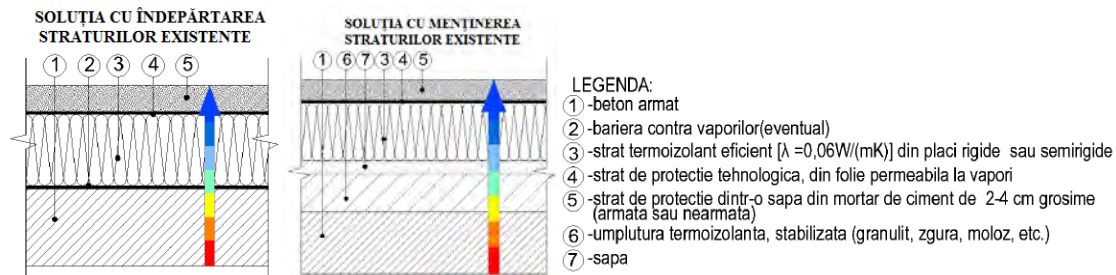 SOLUȚIA CU ÎNDEPĂRTAREA
STRATURILOR EXISTENTE
1 2 3 4 5
SOLUȚIA CU MENȚINEREA
STRATURILOR EXISTENTE
1 6 7 3 4 5
LEGENDA:
1 -beton armat
2 -bariera contra vaporilor(eventual)
3 -strat termoizolant eficient [λ =0,06W/(mK)] din placi rigide sau semirigide
4 -strat de protectie tehnologica, din folie permeabila la vapori
5 -strat de protectie dintr-o sapa din mortar de ciment de 2-4 cm grosime
(armata sau nearmata)
6 -umplutura termoizolanta, stabilizata (granulit, zgura, moloz, etc.)
7 -sapa